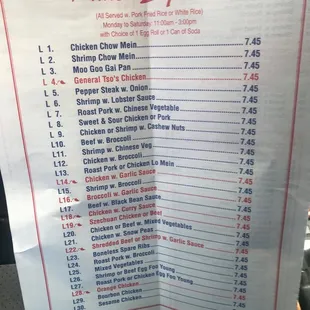 (All Served w. Pork Fried Rice or White Rice)
Monday to Saturday: 11:00am - 3:00pm
with Choice of 1 Egg Roll or 1 Can of Soda
L 1. Chicken Chow Mein 7.45
L 2. Shrimp Chow Mein 7.45
L 3. Moo Goo Gai Pan 7.45
L 4. General Tso's Chicken 7.45
L 5. Pepper Steak w. Onion 7.45
L 6. Shrimp w. Lobster Sauce 7.45
L 7. Roast Pork w. Chinese Vegetable 7.45
L 8. Sweet & Sour Chicken or Pork 7.45
L 9. Chicken or Shrimp w. Cashew Nuts 7.45
L10. Beef w. Broccoli 7.45
L11. Shrimp w. Chinese Veg. 7.45
L12. Chicken w. Broccoli 7.45
L13. Roast Pork or Chicken Lo Mein 7.45
L14. Chicken w. Garlic Sauce 7.45
L15. Shrimp w. Broccoli 7.45
L16. Broccoli w. Garlic Sauce 7.45
L17. Beef w. Black Bean Sauce 7.45
L18. Chicken w. Curry Sauce 7.45
L19. Szechuan Chicken or Beef 7.45
L20. Chicken or Beef w. Mixed Vegetables 7.45
L21. Chicken w. Snow Peas 7.45
L22. Shredded Beef or Shrimp w. Garlic Sauce 7.45
L23. Boneless Spare Ribs 7.45
L24. Roast Pork w. Broccoli 7.45
L25. Mixed Vegetables 7.45
L26. Shrimp or Beef Egg Foo Young 7.45
L27. Roast Pork or Chicken Egg Foo Young 7.45
L28. Orange Chicken 7.45
L29. Bourbon Chicken 7.45
L30. Sesame Chicken 7.45